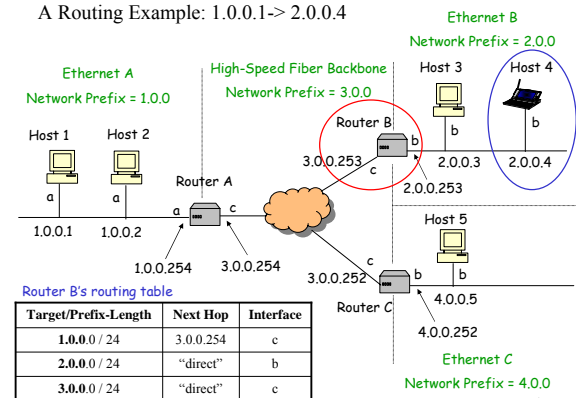 A Routing Example: 1.0.0.1-> 2.0.0.4
Ethernet B
Network Prefix = 2.0.0
Ethernet A
Network Prefix = 1.0.0
High-Speed Fiber Backbone
Network Prefix = 3.0.0
Host 3
Host 4
Host 1
Host 2
Router B
b
b
b
3.0.0.253
c
2.0.0.3
2.0.0.4
2.0.0.253
Router A
a
a
a
c
1.0.0.1
1.0.0.2
1.0.0.254
3.0.0.254
Host 5
c
3.0.0.252
b
b
4.0.0.5
Router C
4.0.0.252
Ethernet C
Network Prefix = 4.0.0
Router B's routing table
Target/Prefix-Length Next Hop Interface
1.0.0.0 / 24 3.0.0.254 c
2.0.0.0 / 24 “direct” b
3.0.0.0 / 24 “direct” c